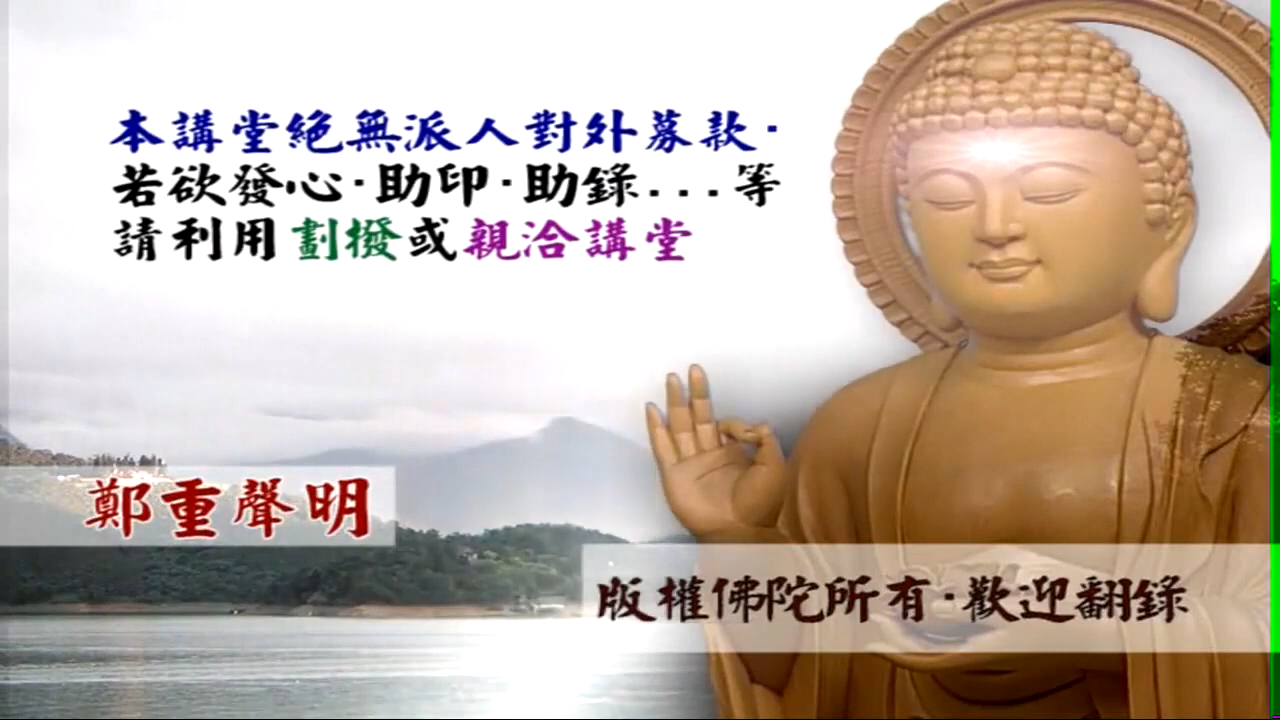 本講堂絕無派人對外募款·
若欲發心·助印·助錄...等
請利用劃撥或親洽講堂
鄭重聲明
版權佛陀所有·歡迎翻錄